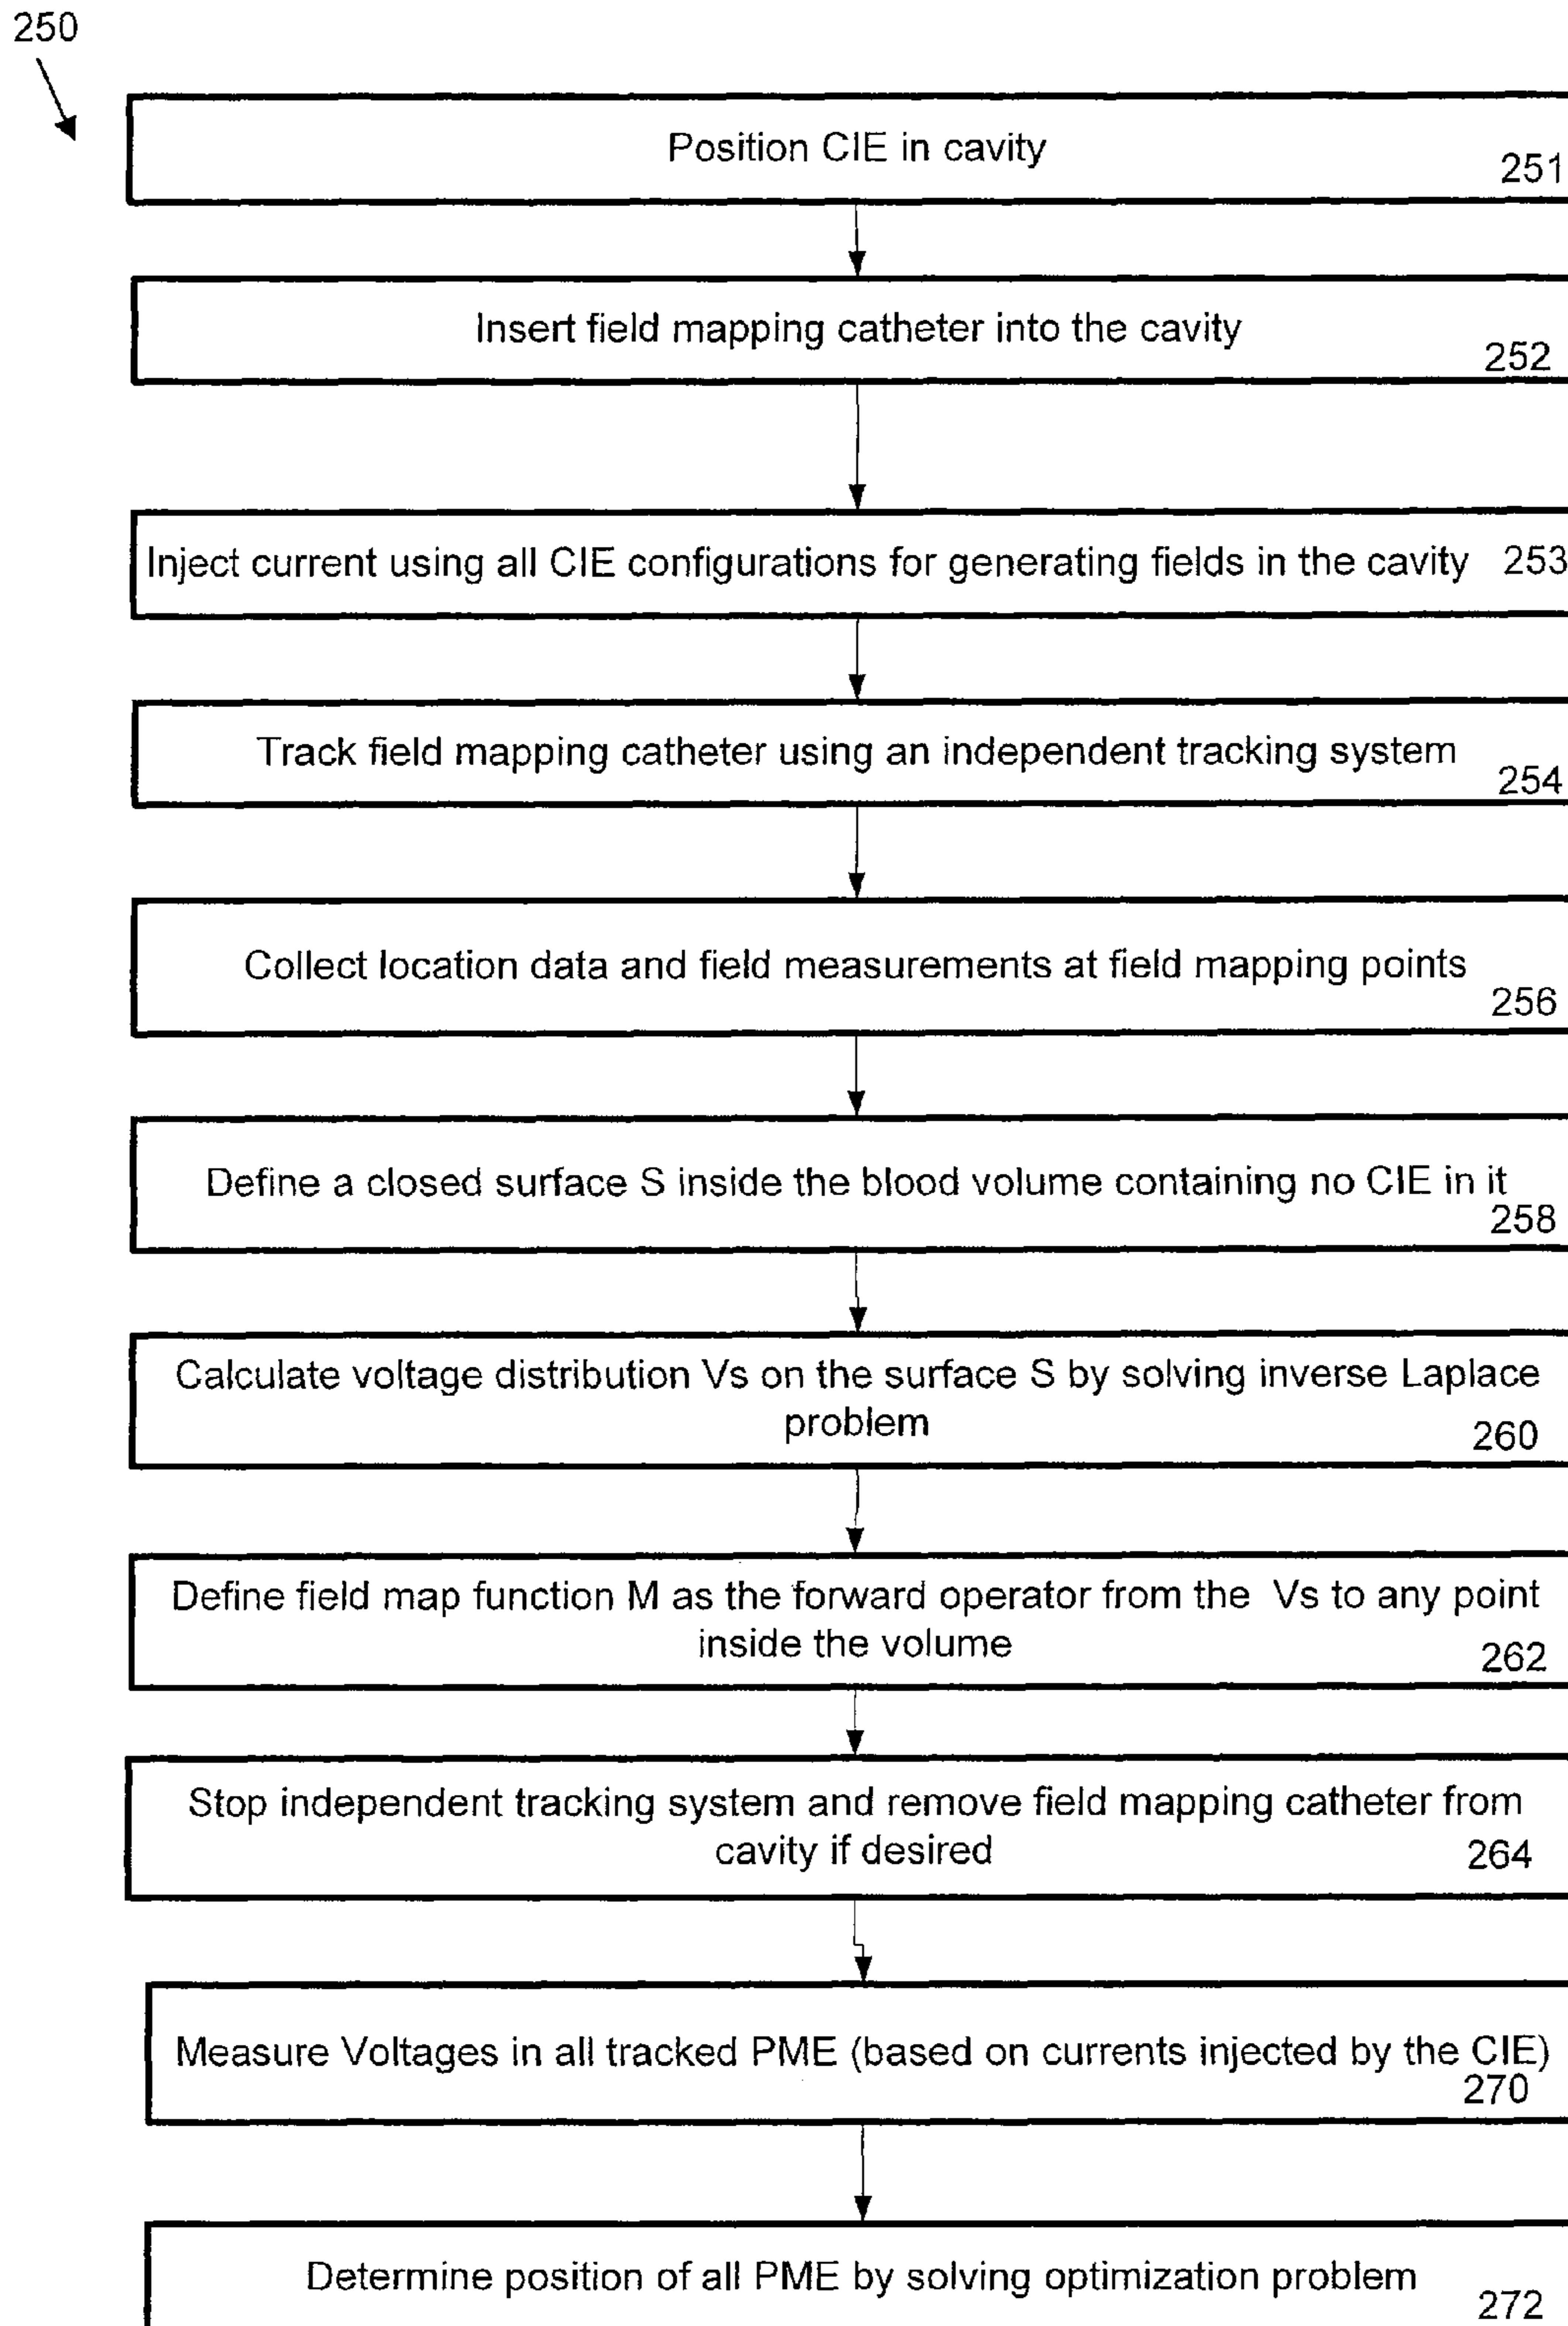 250
Position CIE in cavity
251
Insert field mapping catheter into the cavity
252
Inject current using all CIE configurations for generating fields in the cavity 253
Track field mapping catheter using an independent tracking system
254
Collect location data and field measurements at field mapping points
256
Define a closed surface S inside the blood volume containing no CIE in it
258
Calculate voltage distribution Vs on the surface S by solving inverse Laplace
problem
260
Define field map function M as the forward operator from the Vs to any point
inside the volume
262
Stop independent tracking system and remove field mapping catheter from
cavity if desired
264
Measure Voltages in all tracked PME (based on currents injected by the CIE)
270
Determine position of all PME by solving optimization problem
272